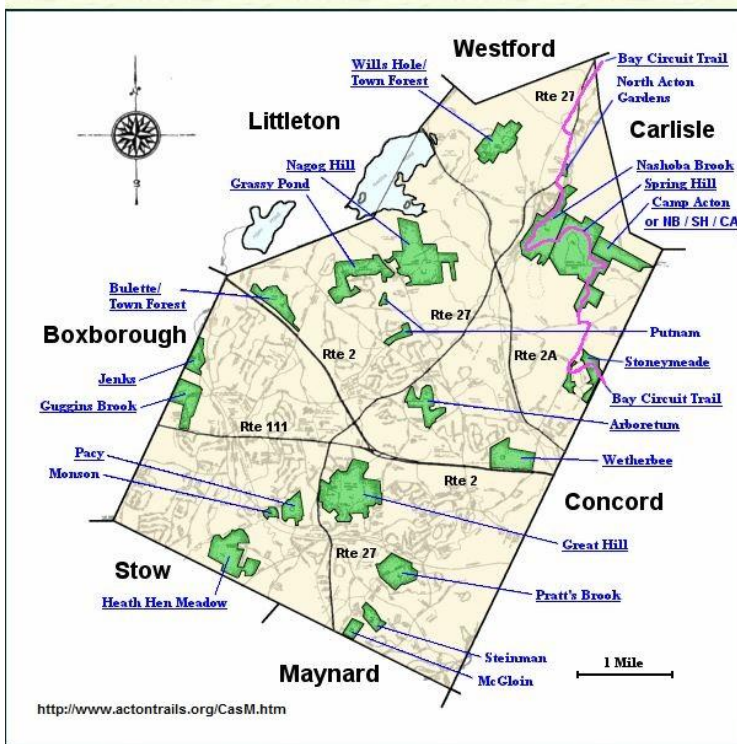 Westford
Wills Hole/
Town Forest
Bay Circuit Trail
Rte 27
North Acton
Gardens
Littleton
Carlisle
Nagog Hill
Grassy Pond
Nashoba Brook
Spring Hill
Camp Acton
or NB / SH / CA
Bulette/
Town Forest
Rte 27
Boxborough
Putnam
Rte 2
Rte 2A
Stoneymeade
Jenks
Guggins Brook
Bay Circuit Trail
Arboretum
Rte 111
Pacy
Wetherbee
Monson
Rte 2
Concord
Great Hill
Rte 27
Stow
Pratt's Brook
Heath Hen Meadow
Steinman
1 Mile
Maynard
McGloin
http://www.actontrails.org/CasM.htm